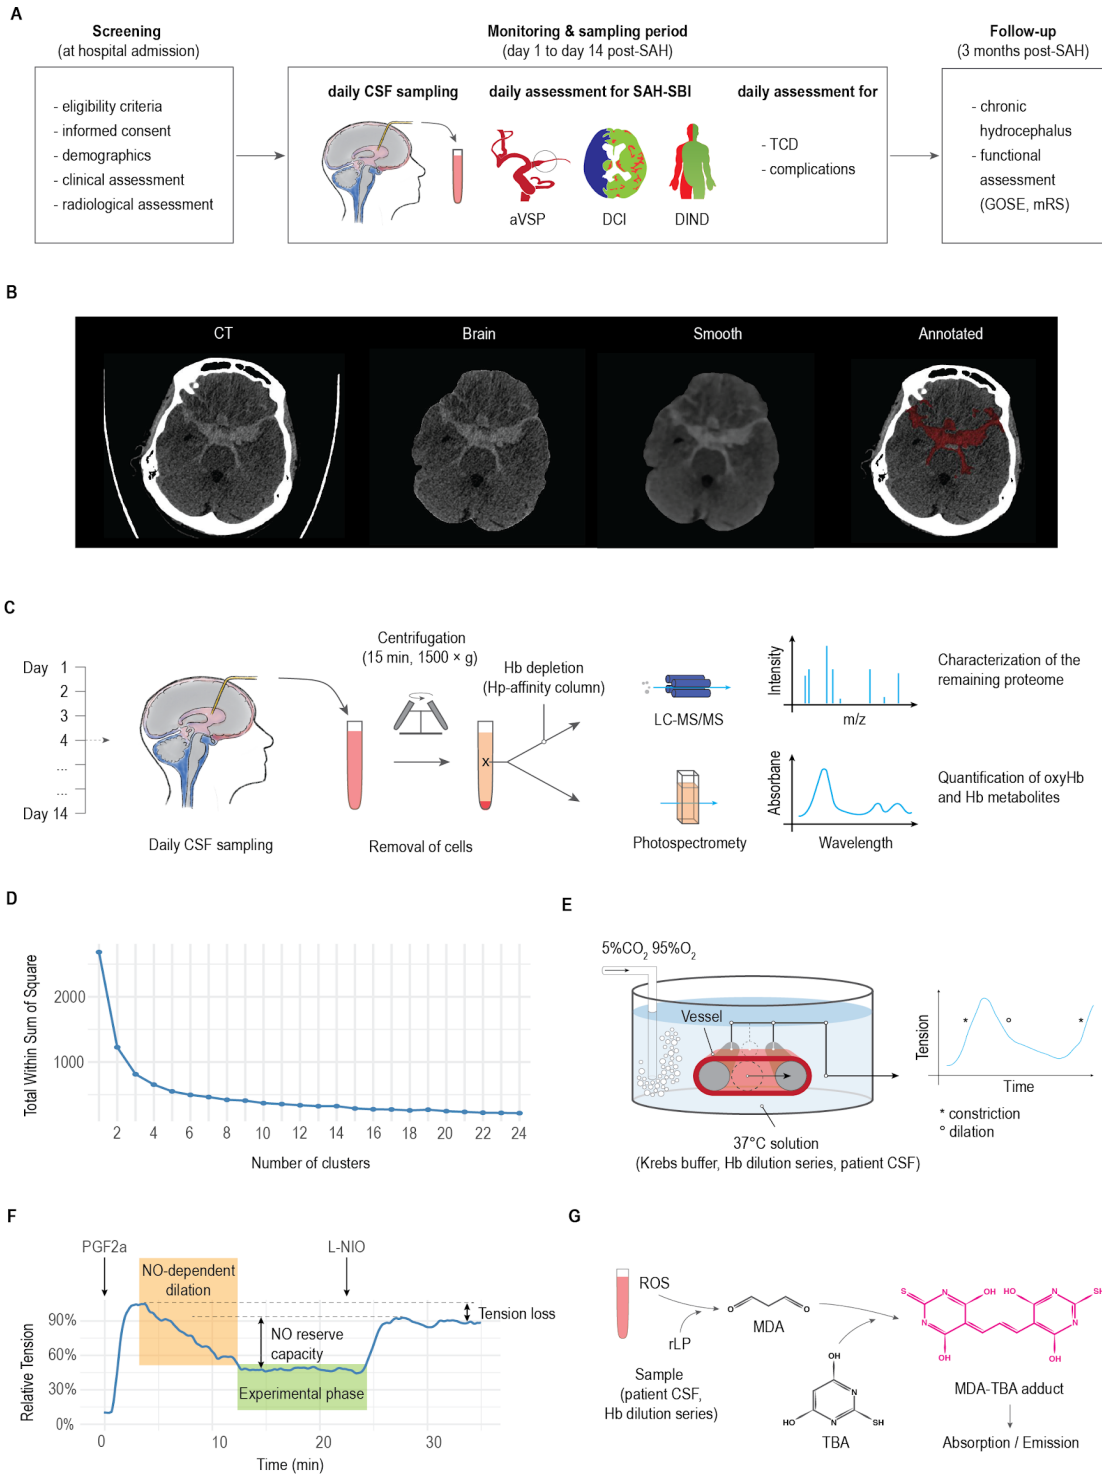 A
Screening
(at hospital admission)
- eligibility criteria
- informed consent
- demographics
- clinical assessment
- radiological assessment
Monitoring & sampling period
(day 1 to day 14 post-SAH)
daily CSF sampling
daily assessment for SAH-SBI
aVSP
DCI
DIND
daily assessment for
- TCD
- complications
Follow-up
(3 months post-SAH)
- chronic
hydrocephalus
- functional
assessment
(GOSE, mRS)
B
CT
Brain
Smooth
Annotated
C
Day 1
2
3
4
...
...
Day 14
Daily CSF sampling
Centrifugation
(15 min, 1500 × g)
Removal of cells
x
Hb depletion
(Hp-affinity column)
LC-MS/MS
Intensity
m/z
Characterization of the
remaining proteome
Photospectromety
Absorbane
Wavelength
Quantification of oxyHb
and Hb metabolites
D
Total Within Sum of Square
2000
1000
2 4 6 8 10 12 14 16 18 20 22 24
Number of clusters
E
5%CO2 95%O2
Vessel
37°C solution
(Krebs buffer, Hb dilution series, patient CSF)
Tension
* ° *
Time
* constriction
° dilation
F
PGF2a
L-NIO
NO-dependent
dilation
Tension loss
NO reserve
capacity
Experimental phase
Relative Tension
90%
60%
30%
0%
0 10 20 30
Time (min)
G
ROS
rLP
Sample
(patient CSF,
Hb dilution series)
O O
MDA
OH
N
HO N SH
TBA
S N OH HO N SH
N N
OH OH
MDA-TBA adduct
Absorption / Emission